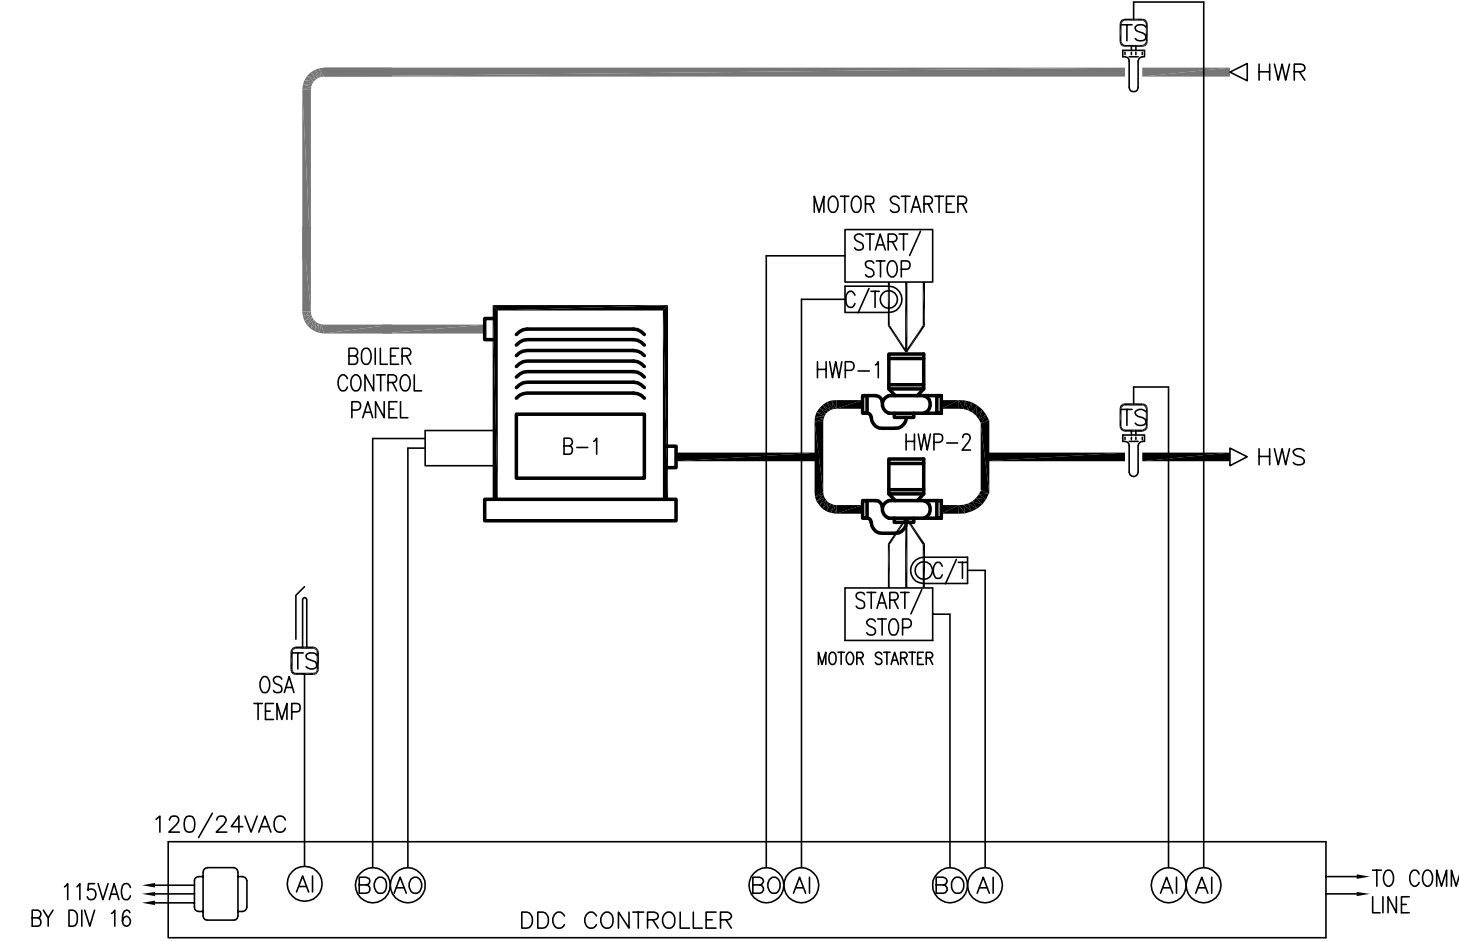 TS
HWR
MOTOR STARTER
START/
STOP
C/T
BOILER
CONTROL
PANEL
HWP-1
TS
B-1
HWP-2
HWS
C/T
START/
STOP
MOTOR STARTER
TS
OSA
TEMP
120/24VAC
AI
BO
AO
BO
AI
BO
AI
AI
AI
115VAC
BY DIV 16
TO COMM
LINE
DDC CONTROLLER